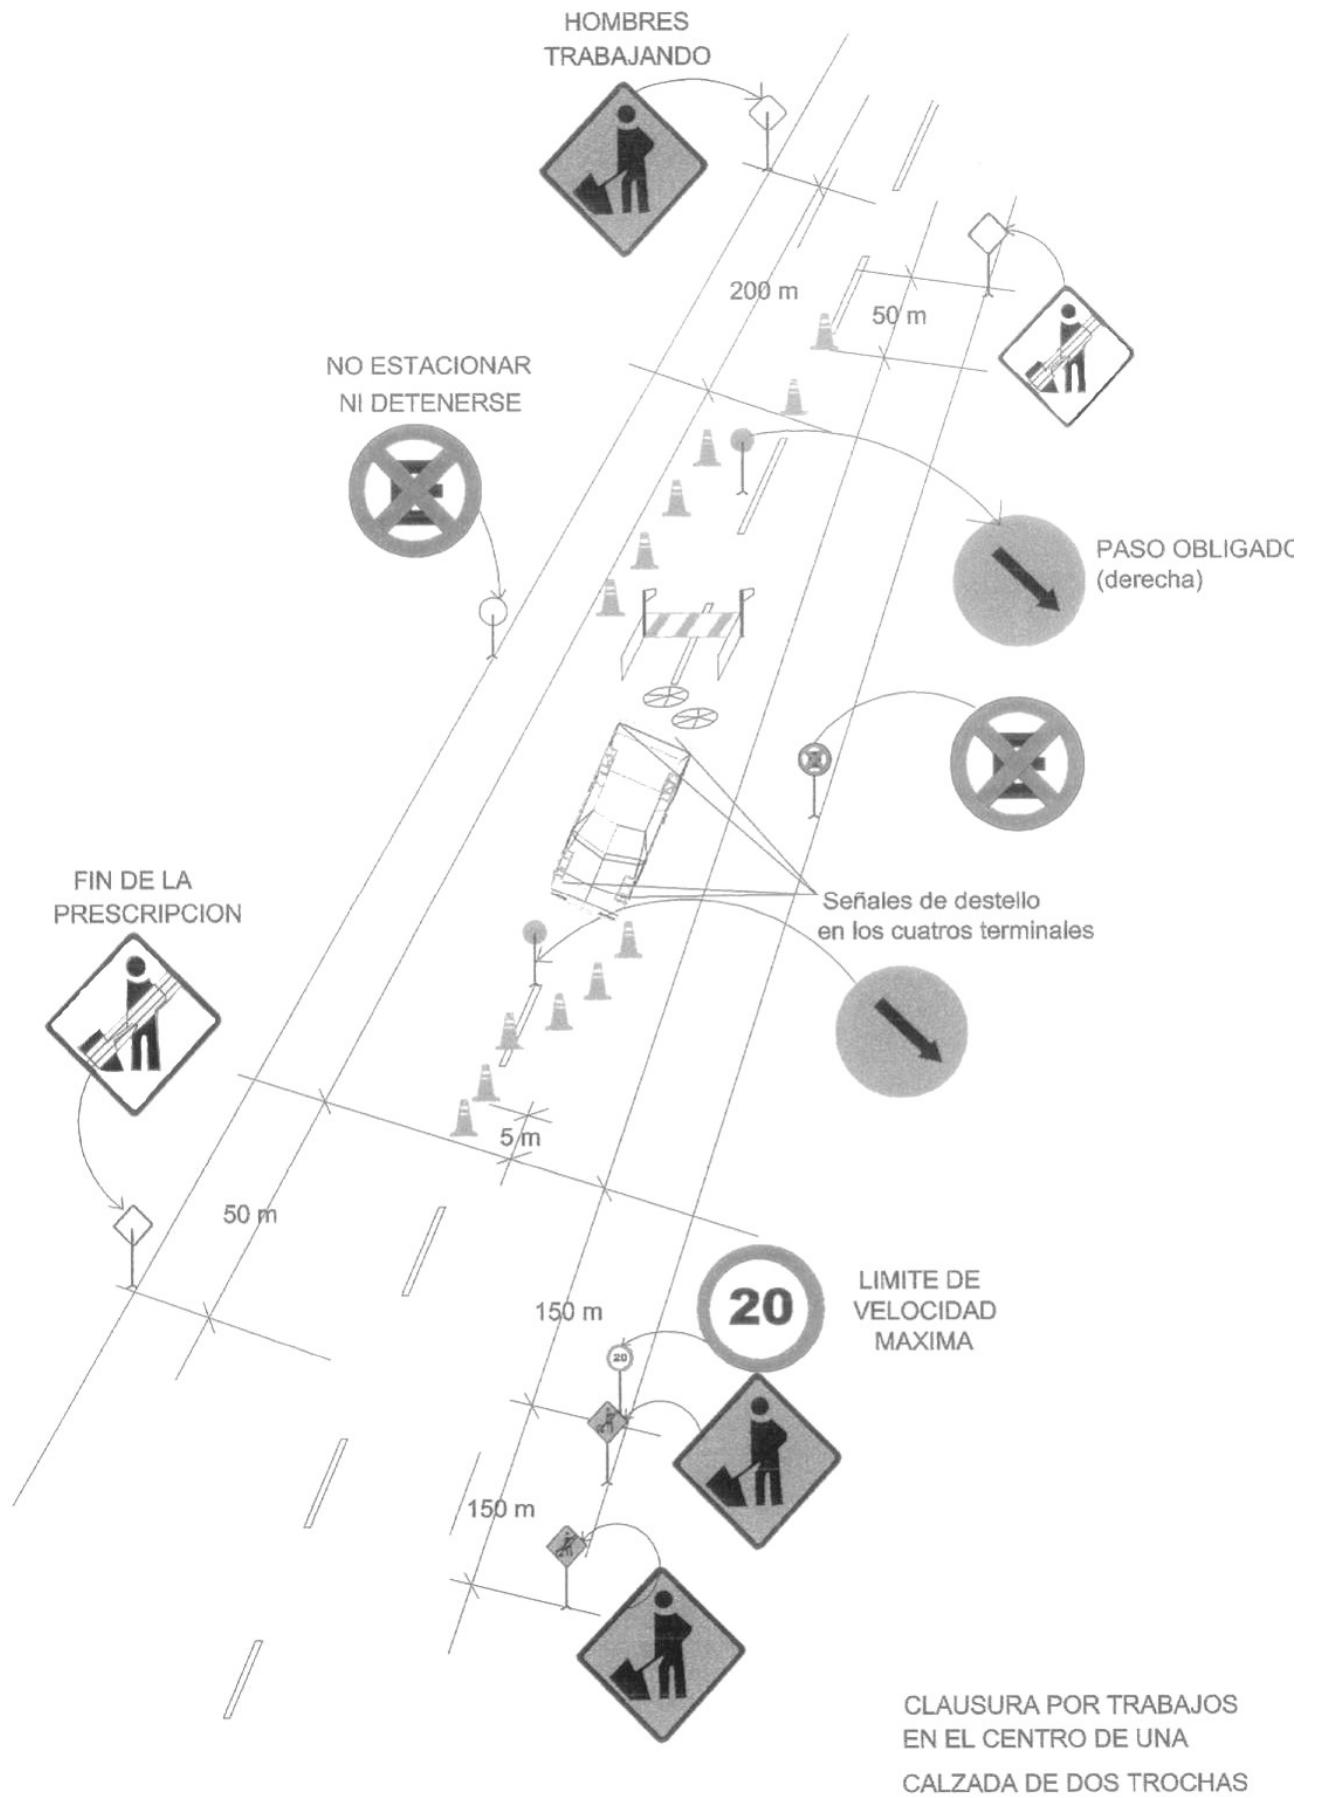 HOMBRES
TRABAJANDO
200 m
50 m
NO ESTACIONAR
NI DETENERSE
PASO OBLIGADO
(derecha)
FIN DE LA
PRESCRIPCION
Señales de destello
en los cuatros terminales
5 m
50 m
150 m
20
LIMITE DE
VELOCIDAD
MAXIMA
20
150 m
CLAUSURA POR TRABAJOS
EN EL CENTRO DE UNA
CALZADA DE DOS TROCHAS